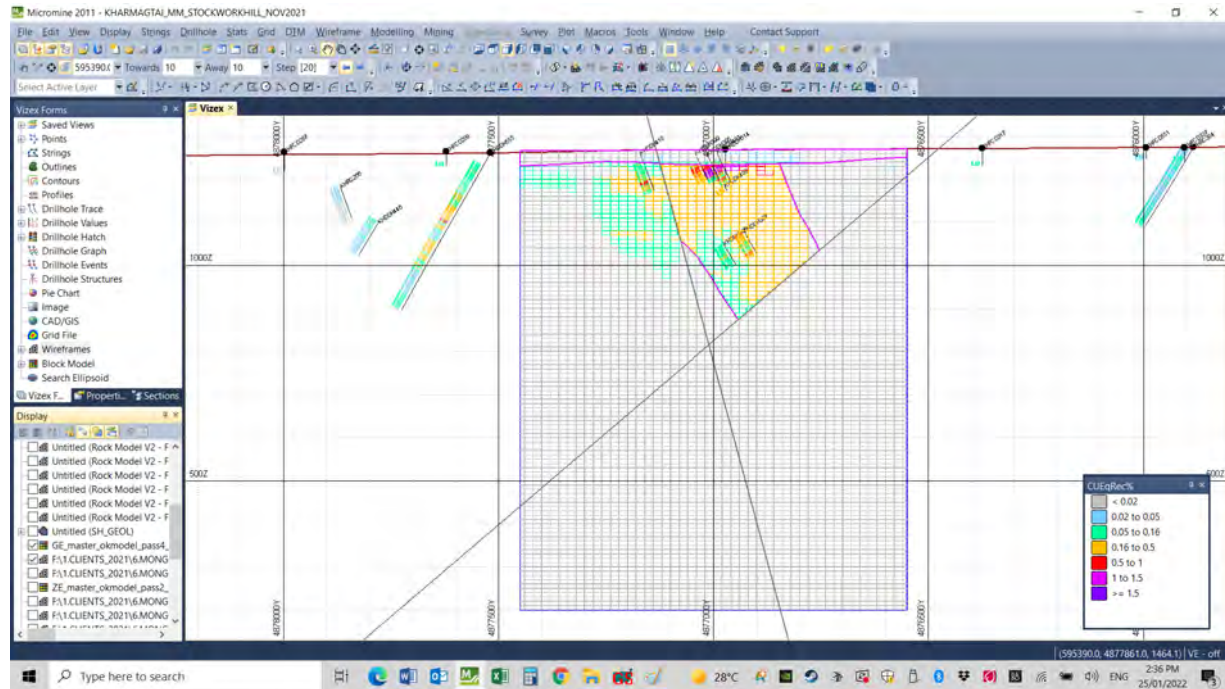 Micromine 2011 - KHARMAGTAI_MM_STOCKWORKHILL_NOV2021
File Edit View Display Strings Drillhole Stats Grid DTM Wireframe Modelling Mining Survey Plot Macros Tools Window Help Contact Support
Towards 10 Away 10 Step [20]
Select Active Layer
Vizex Forms
Vizex
Saved Views
Points
Strings
Outlines
Contours
Profiles
Drillhole Trace
Drillhole Values
Drillhole Hatch
Drillhole Graph
Drillhole Events
Drillhole Structures
Pie Chart
Image
CAD/GIS
Grid File
Wireframes
Block Model
Search Ellipsoid
Vizex F... Properti... Sections
Display
Untitled (Rock Model V2 - F
Untitled (Rock Model V2 - F
Untitled (Rock Model V2 - F
Untitled (Rock Model V2 - F
Untitled (Rock Model V2 - F
Untitled (Rock Model V2 - F
Untitled (SH_GEOL)
GE_master_okmodel_pass4_
F:\1.CLIENTS_2021\6.MONG
F:\1.CLIENTS_2021\6.MONG
ZE_master_okmodel_pass2_
F:\1.CLIENTS_2021\6.MONG
F:\1.CLIENTS_2021\6.MONG
4878000Y 4877500Y 4877000Y 4876500Y
1000Z 1000Z
500Z 500Z
4878000Y 4877500Y 4877000Y 4876500Y
CUEqRec%
< 0.02
0.02 to 0.05
0.05 to 0.16
0.16 to 0.5
0.5 to 1
1 to 1.5
>= 1.5
(595390.0, 4877861.0, 1464.1) VE - off
Type here to search
28°C
ENG
2:36 PM
25/01/2022